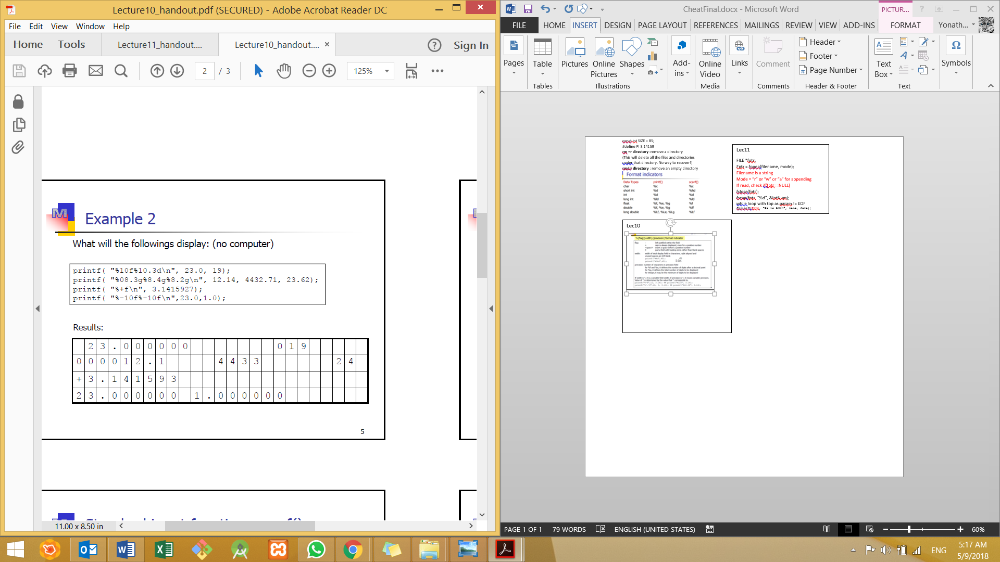 Lecture10_handout.pdf (SECURED) - Adobe Acrobat Reader DC
File Edit View Window Help
Home Tools Lecture11_handout.... Lecture10_handout.... × Sign In
2 / 3 125%
Example 2
What will the followings display: (no computer)
printf( "%10f%10.3d\n", 23.0, 19);
printf( "%08.3g%8.4g%8.2g\n", 12.14, 4432.71, 23.62);
printf( "%+f\n", 3.1415927);
printf( "%-10f%-10f\n",23.0,1.0);
Results:
2 3 . 0 0 0 0 0 0 0 1 9
0 0 0 0 1 2 . 1 4 4 3 3 2 4
+ 3 . 1 4 1 5 9 3
2 3 . 0 0 0 0 0 0 1 . 0 0 0 0 0 0
5
11.00 x 8.50 in
CheatFinal.docx - Microsoft Word
PICTUR...
FILE HOME INSERT DESIGN PAGE LAYOUT REFERENCES MAILINGS REVIEW VIEW ADD-INS FORMAT Yonath...
Pages Table Pictures Online Pictures Shapes Add-ins Online Video Links Comment Header Footer Page Number Text Box Symbols
Tables Illustrations Media Comments Header & Footer Text
const int SIZE = 85;
#define PI 3.14159
rm –r directory :remove a directory
(This will delete all the files and directories
under that directory. No way to recover!)
rmdir directory : remove an empty directory
Format indicators
Data Types printf() scanf()
char %c %c
short int %d %hd
int %d %d
long int %ld %ld
float %f, %e, %g %f
double %f, %e, %g %lf
long double %Lf, %Le, %Lg %Lf
Lec11
FILE *fptr;
Fptr = fopen(filename, mode);
Filename is a string
Mode = “r” or “w” or “a” for appending
If read, check if(fptr==NULL)
fclose(fptr);
fscan(fptr, “%d”, &intNum);
while loop with top as param != EOF
fprintf(fptr, "%s is %d\n", name, data);
Lec10
%[flag][width].[precision] format indicator
PAGE 1 OF 1 79 WORDS ENGLISH (UNITED STATES) 60%
ENG
5:17 AM
5/9/2018